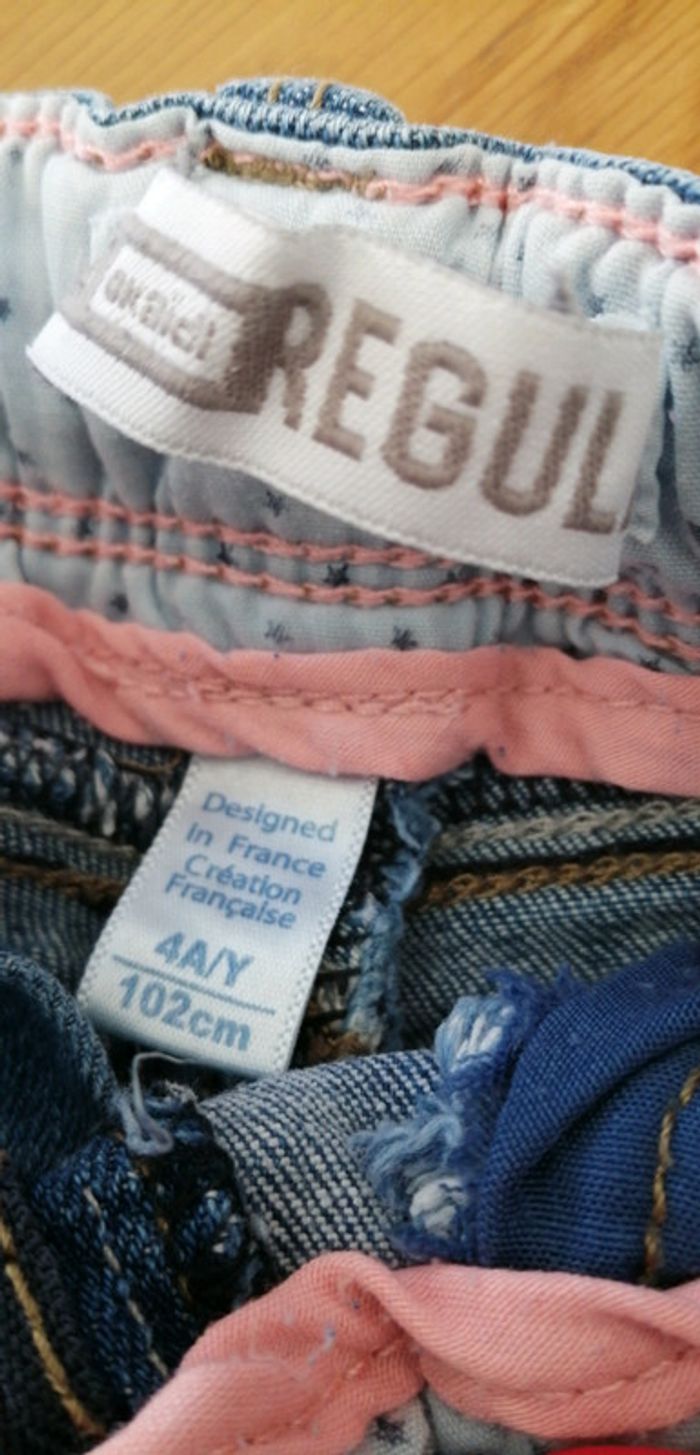 okaïdi
REGUL
Designed
in France
Création
Française
4A/Y
102cm